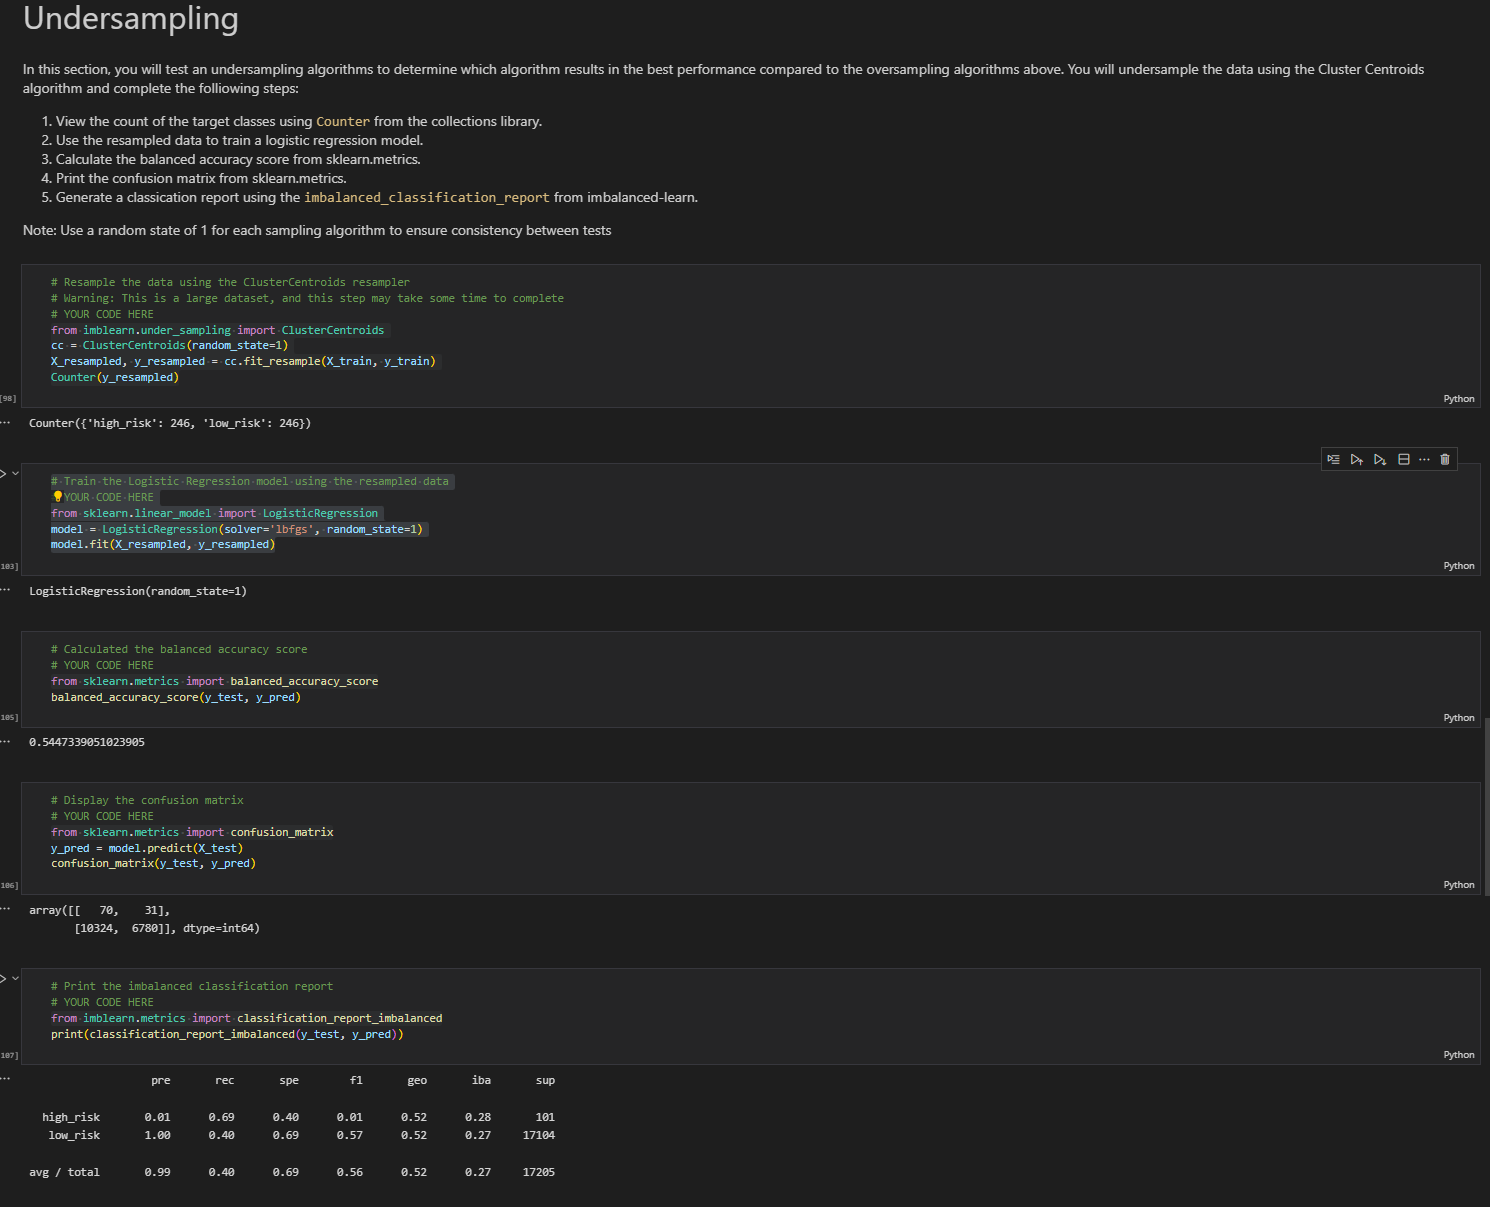 Undersampling
In this section, you will test an undersampling algorithms to determine which algorithm results in the best performance compared to the oversampling algorithms above. You will undersample the data using the Cluster Centroids
algorithm and complete the folliowing steps:
1. View the count of the target classes using Counter from the collections library.
2. Use the resampled data to train a logistic regression model.
3. Calculate the balanced accuracy score from sklearn.metrics.
4. Print the confusion matrix from sklearn.metrics.
5. Generate a classication report using the imbalanced_classification_report from imbalanced-learn.
Note: Use a random state of 1 for each sampling algorithm to ensure consistency between tests
# Resample the data using the ClusterCentroids resampler
# Warning: This is a large dataset, and this step may take some time to complete
# YOUR CODE HERE
from imblearn.under_sampling import ClusterCentroids
cc = ClusterCentroids(random_state=1)
X_resampled, y_resampled = cc.fit_resample(X_train, y_train)
Counter(y_resampled)
[98]
Python
Counter({'high_risk': 246, 'low_risk': 246})
# Train the Logistic Regression model using the resampled data
YOUR CODE HERE
from sklearn.linear_model import LogisticRegression
model = LogisticRegression(solver='lbfgs', random_state=1)
model.fit(X_resampled, y_resampled)
103]
Python
LogisticRegression(random_state=1)
# Calculated the balanced accuracy score
# YOUR CODE HERE
from sklearn.metrics import balanced_accuracy_score
balanced_accuracy_score(y_test, y_pred)
105]
Python
0.5447339051023905
# Display the confusion matrix
# YOUR CODE HERE
from sklearn.metrics import confusion_matrix
y_pred = model.predict(X_test)
confusion_matrix(y_test, y_pred)
106]
Python
array([[   70,    31],
       [10324,  6780]], dtype=int64)
# Print the imbalanced classification report
# YOUR CODE HERE
from imblearn.metrics import classification_report_imbalanced
print(classification_report_imbalanced(y_test, y_pred))
107]
Python
pre rec spe f1 geo iba sup
high_risk 0.01 0.69 0.40 0.01 0.52 0.28 101
low_risk 1.00 0.40 0.69 0.57 0.52 0.27 17104
avg / total 0.99 0.40 0.69 0.56 0.52 0.27 17205